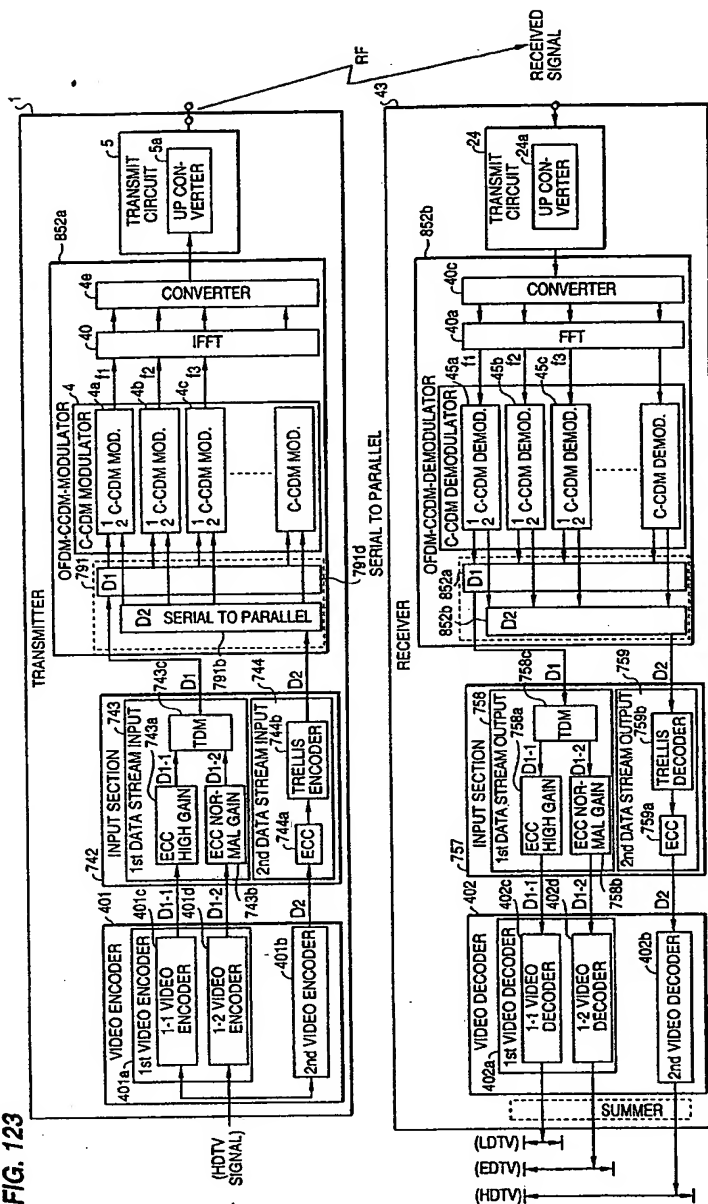 FIG. 123
TRANSMITTER
1
(HDTV SIGNAL)
401
VIDEO ENCODER
401a
1st VIDEO ENCODER
401c
1-1 VIDEO ENCODER
401d
1-2 VIDEO ENCODER
401b
2nd VIDEO ENCODER
D1-1
D1-2
D2
742
INPUT SECTION
743
1st DATA STREAM INPUT
743a
ECC HIGH GAIN
D1-1
743b
ECC NORMAL GAIN
D1-2
743c
TDM
D1
744
2nd DATA STREAM INPUT
744a
ECC
744b
TRELLIS ENCODER
D2
852a
OFDM-CCDM-MODULATOR
4
C-CDM MODULATOR
791
D1
D2
SERIAL TO PARALLEL
791b
791d
SERIAL TO PARALLEL
4a
1
2
C-CDM MOD.
f1
4b
1
2
C-CDM MOD.
f2
4c
1
2
C-CDM MOD.
f3
C-CDM MOD.
40
IFFT
4e
CONVERTER
5
TRANSMIT CIRCUIT
5a
UP CON-
VERTER
RF
RECEIVED SIGNAL
RECEIVER
43
24
TRANSMIT CIRCUIT
24a
UP CON-
VERTER
852b
OFDM-CCDM-DEMODULATOR
C-CDM DEMODULATOR
40c
CONVERTER
40a
FFT
45a
f1
1
2
C-CDM DEMOD.
45b
f2
1
2
C-CDM DEMOD.
45c
f3
1
2
C-CDM DEMOD.
C-CDM DEMOD.
852a
D1
852b
D2
757
INPUT SECTION
758
1st DATA STREAM OUTPUT
758a
ECC HIGH GAIN
D1-1
758b
ECC NOR-
MAL GAIN
D1-2
758c
TDM
D1
759
2nd DATA STREAM OUTPUT
759a
ECC
759b
TRELLIS DECODER
D2
402
VIDEO DECODER
402a
1st VIDEO DECODER
402c
1-1 VIDEO DECODER
402d
1-2 VIDEO DECODER
402b
2nd VIDEO DECODER
D1-1
D1-2
D2
SUMMER
(LDTV)
(EDTV)
(HDTV)